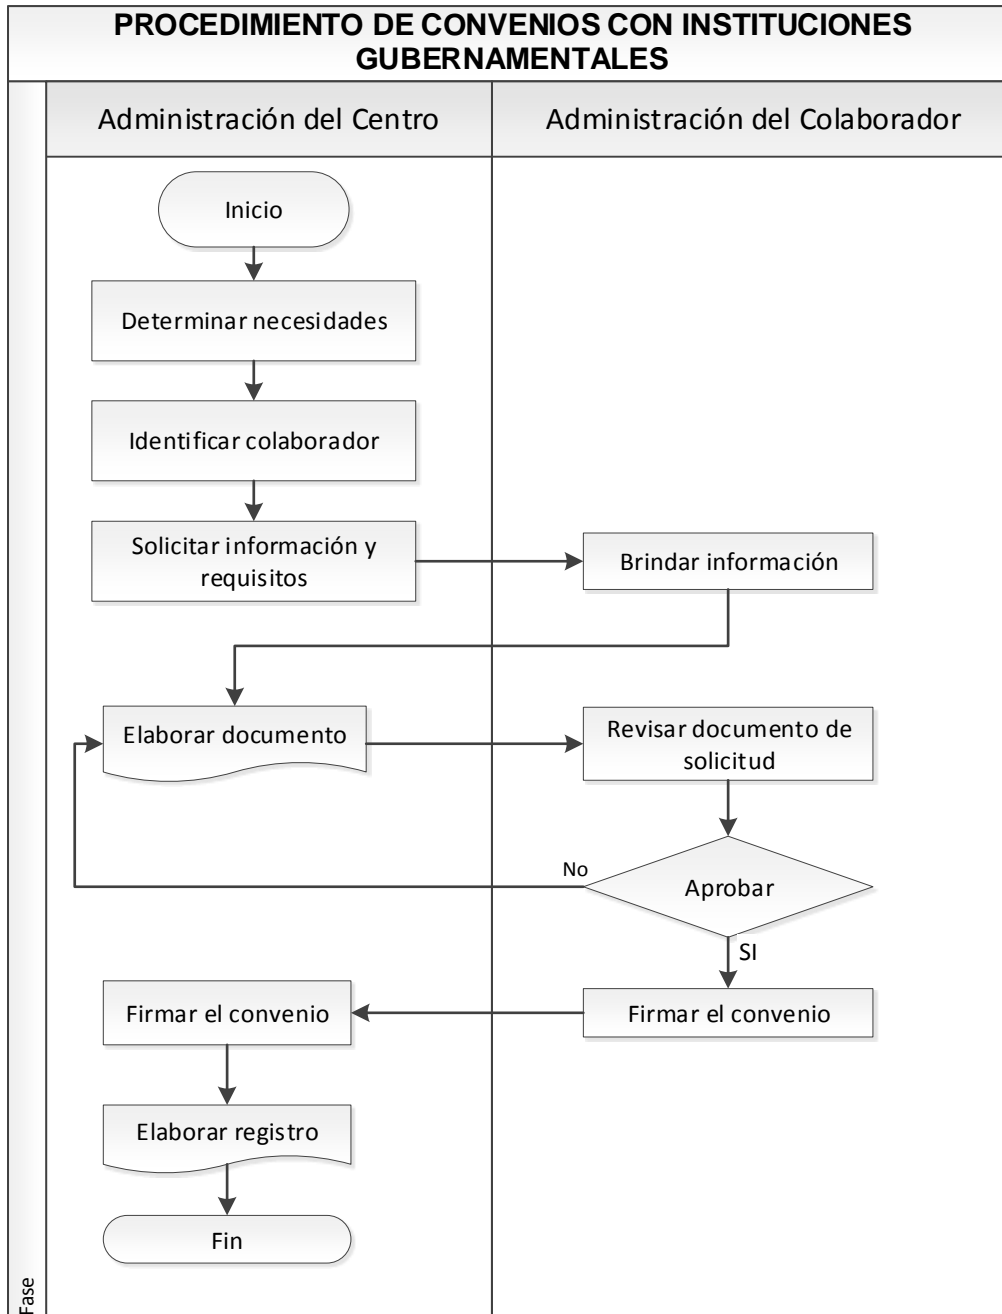 PROCEDIMIENTO DE CONVENIOS CON INSTITUCIONES
GUBERNAMENTALES
Administración del Centro
Administración del Colaborador
Inicio
Determinar necesidades
Identificar colaborador
Solicitar información y
requisitos
Brindar información
Elaborar documento
Revisar documento de
solicitud
No
Aprobar
SI
Firmar el convenio
Firmar el convenio
Elaborar registro
Fin
Fase